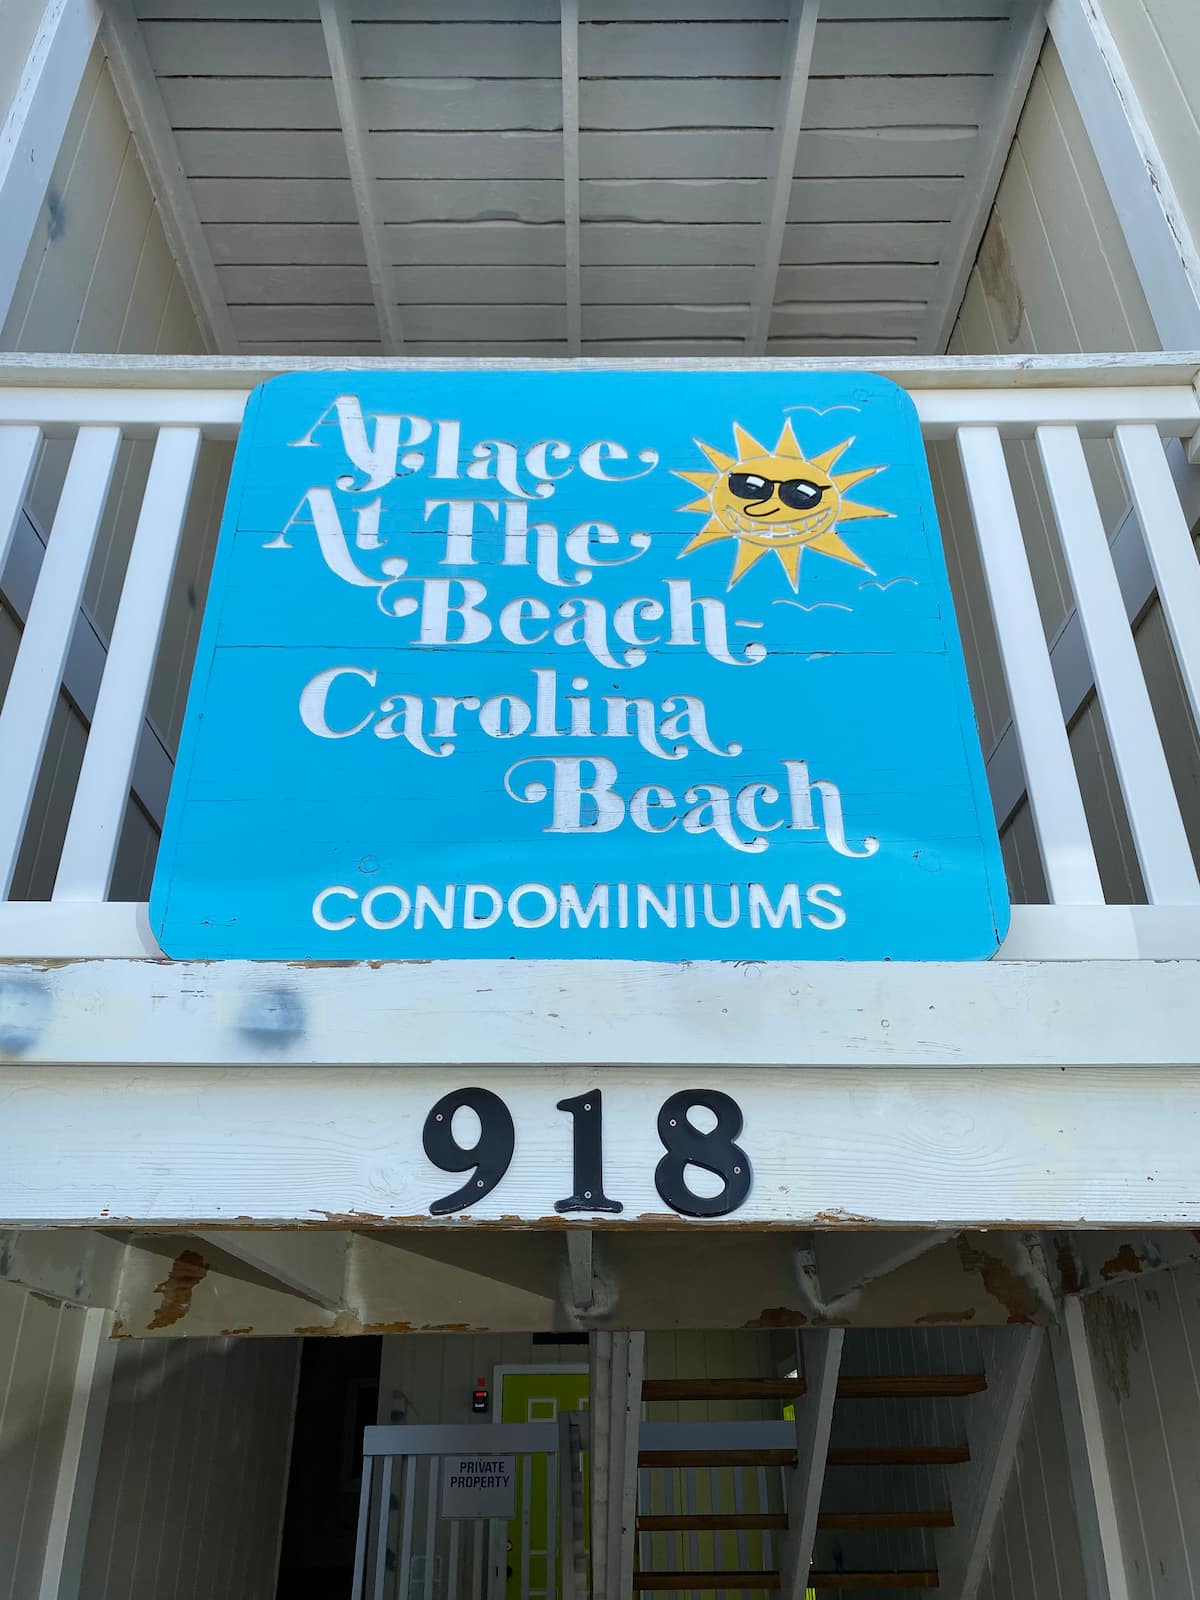 A Place
At The
Beach-
Carolina
Beach
CONDOMINIUMS
918
PRIVATE
PROPERTY